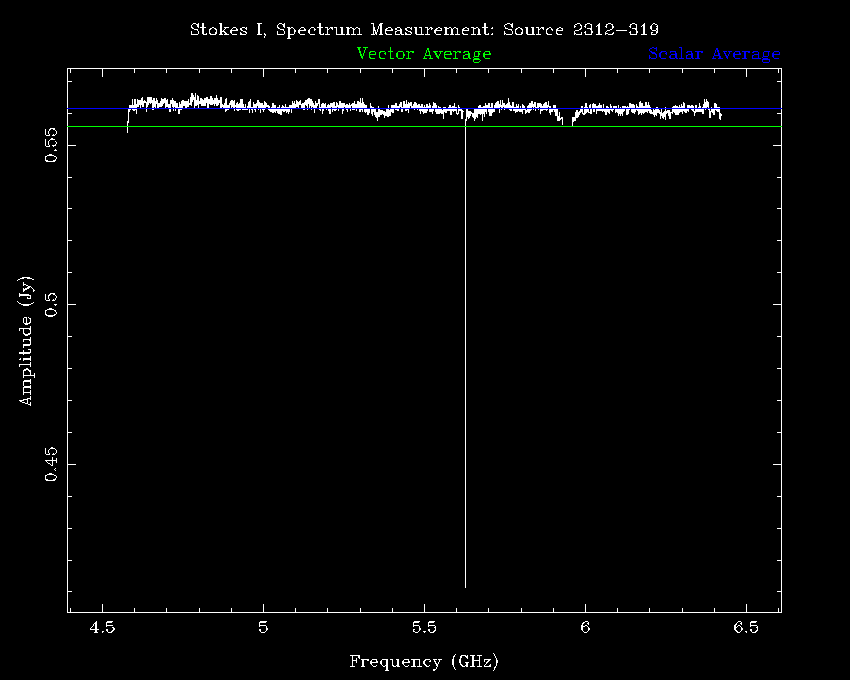 Stokes I, Spectrum Measurement: Source 2312-319
Vector Average
Scalar Average
0.55
0.5
0.45
Amplitude (Jy)
4.5
5
5.5
6
6.5
Frequency (GHz)